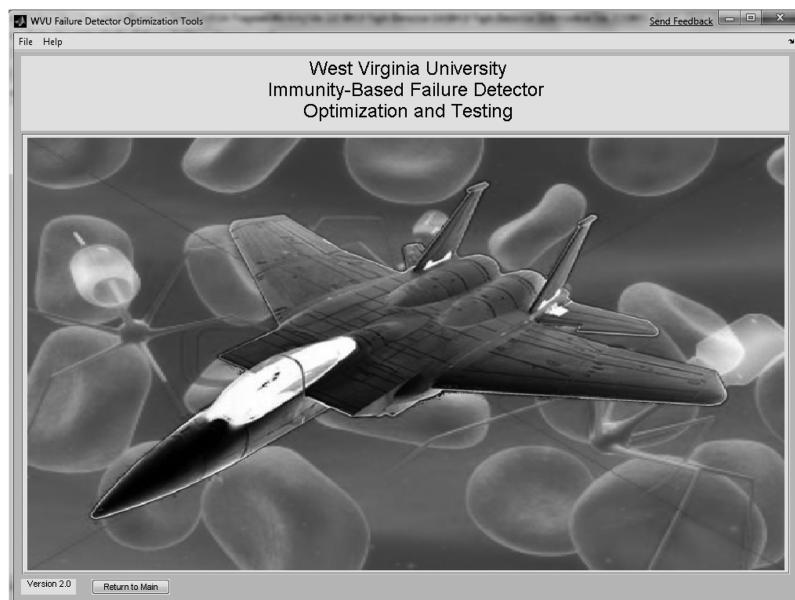 WVU Failure Detector Optimization Tools
Send Feedback
File Help
West Virginia University
Immunity-Based Failure Detector
Optimization and Testing
Version 2.0
Return to Main